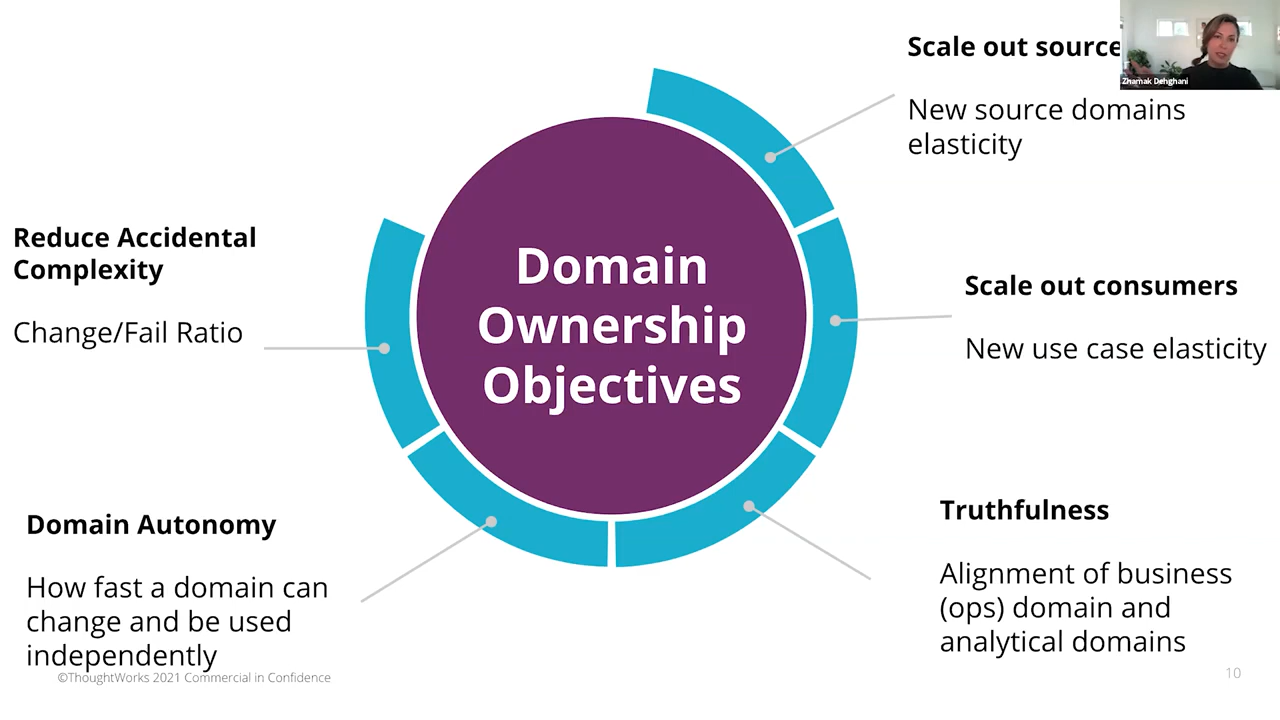 Scale out source
Zhamak Dehghani
New source domains
elasticity
Reduce Accidental
Complexity
Change/Fail Ratio
Domain
Ownership
Objectives
Scale out consumers
New use case elasticity
Domain Autonomy
How fast a domain can
change and be used
independently
Truthfulness
Alignment of business
(ops) domain and
analytical domains
©ThoughtWorks 2021 Commercial in Confidence
10